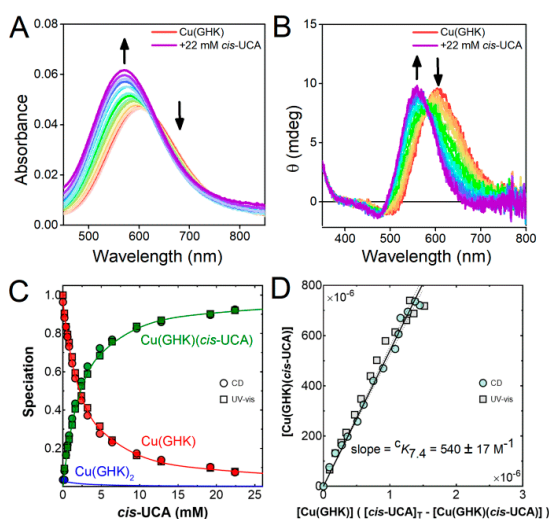 A
Cu(GHK)
+22 mM cis-UCA
0.08
0.06
0.04
0.02
0.00
Absorbance
500 600 700 800
Wavelength (nm)
B
Cu(GHK)
+22 mM cis-UCA
15
10
5
0
θ (mdeg)
400 500 600 700 800
Wavelength (nm)
C
1.0
0.8
0.6
0.4
0.2
Speciation
Cu(GHK)(cis-UCA)
CD
UV-vis
Cu(GHK)
Cu(GHK)2
0 5 10 15 20 25
cis-UCA (mM)
D
800
600
400
200
0
×10⁻⁶
[Cu(GHK)(cis-UCA)]
CD
UV-vis
slope = ᶜK7.4 = 540 ± 17 M⁻¹
×10⁻⁶
0 1 2 3
[Cu(GHK)] ( [cis-UCA]T - [Cu(GHK)(cis-UCA)] )